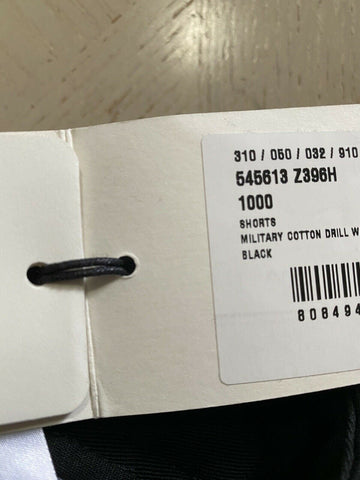 310 / 050 / 032 / 910
545613 Z396H
1000
SHORTS
MILITARY COTTON DRILL W
BLACK
808494